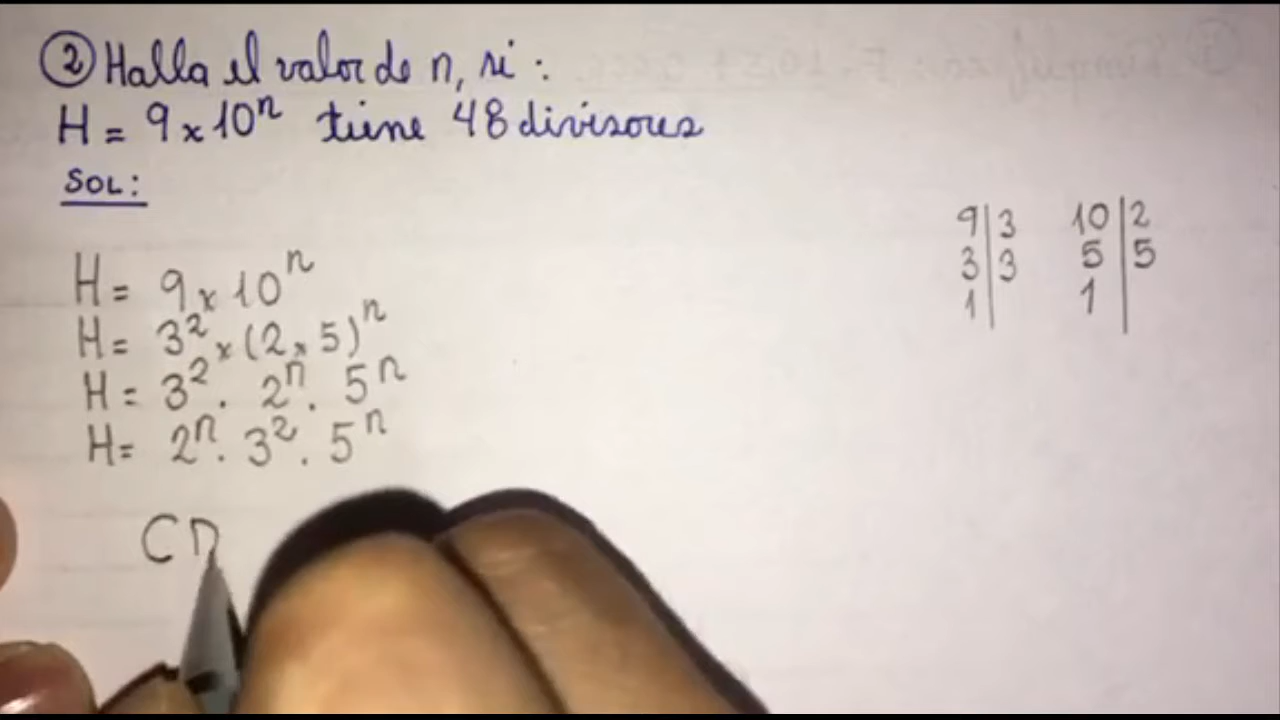 ② Halla el valor de n, si :
H = 9 x 10ⁿ tiene 48 divisores
SOL:
H = 9 x 10ⁿ
H = 3² x (2 x 5)ⁿ
H = 3² . 2ⁿ . 5ⁿ
H = 2ⁿ . 3² . 5ⁿ
CD
9 | 3
3 | 3
1 |
10 | 2
5 | 5
1 |